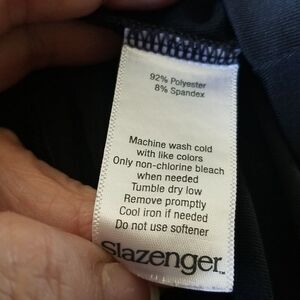 92% Polyester
8% Spandex
Machine wash cold
with like colors
Only non-chlorine bleach
when needed
Tumble dry low
Remove promptly
Cool iron if needed
Do not use softener
Slazenger™